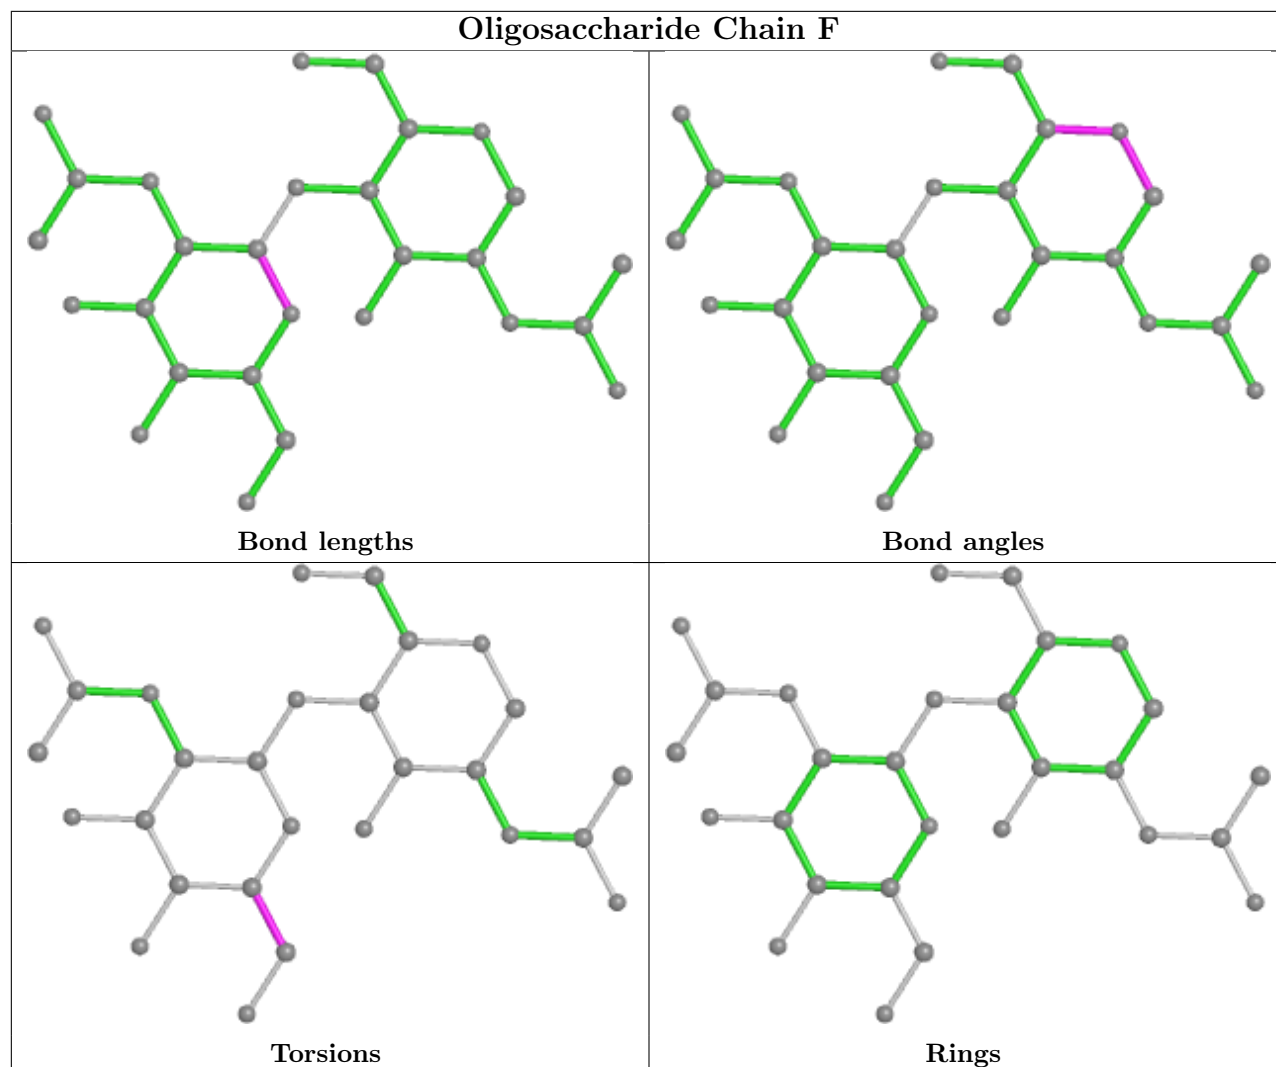 Oligosaccharide Chain F
Bond lengths
Bond angles
Torsions
Rings